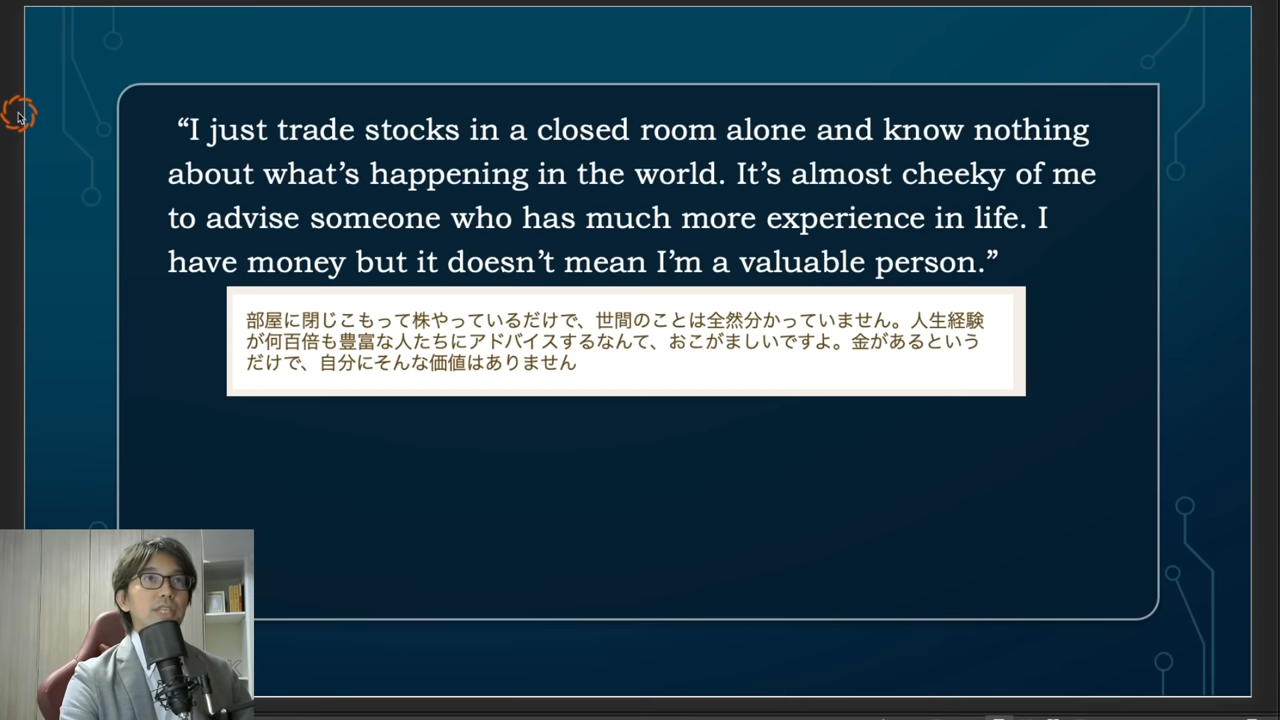 “I just trade stocks in a closed room alone and know nothing
about what’s happening in the world. It’s almost cheeky of me
to advise someone who has much more experience in life. I
have money but it doesn’t mean I’m a valuable person.”
部屋に閉じこもって株やっているだけで、世間のことは全然分かっていません。人生経験
が何百倍も豊富な人たちにアドバイスするなんて、おこがましいですよ。金があるという
だけで、自分にそんな価値はありません